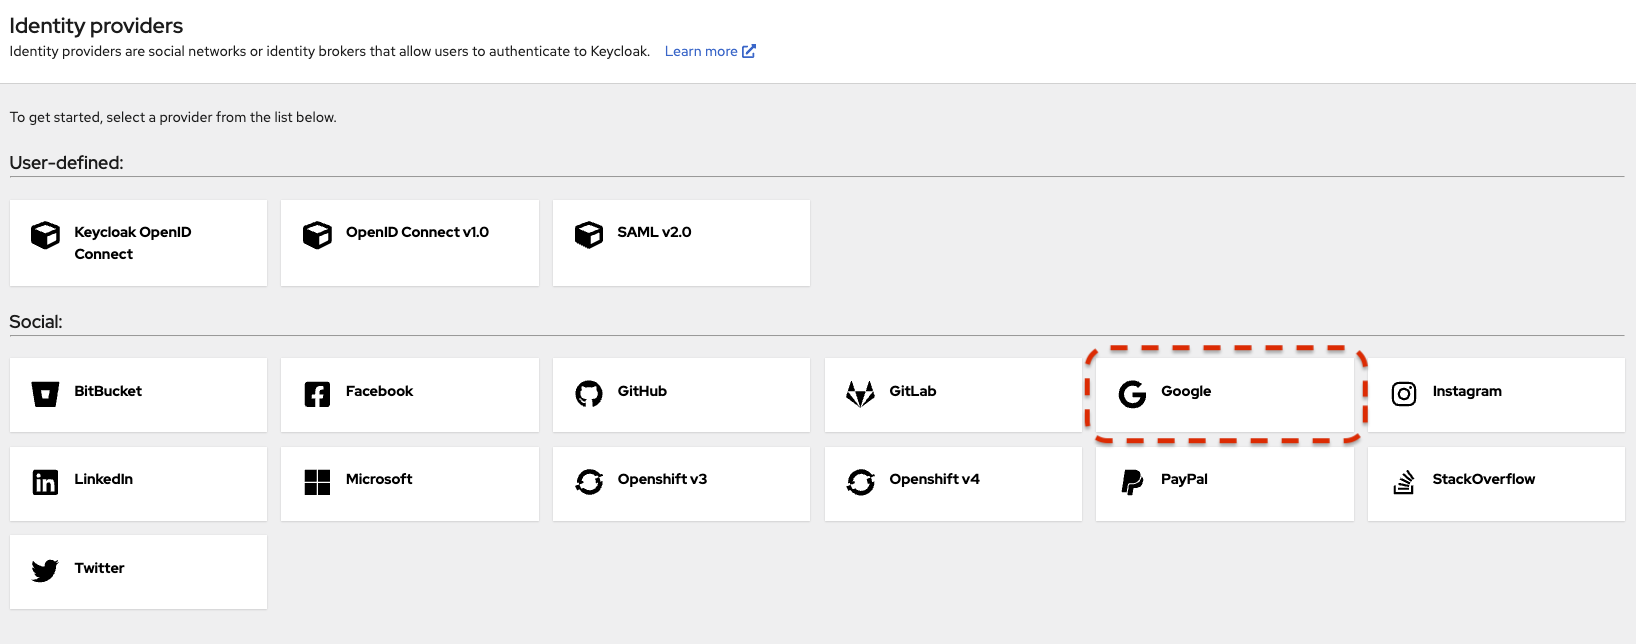 Identity providers
Identity providers are social networks or identity brokers that allow users to authenticate to Keycloak. Learn more
To get started, select a provider from the list below.
User-defined:
Keycloak OpenID
Connect
OpenID Connect v1.0
SAML v2.0
Social:
BitBucket
Facebook
GitHub
GitLab
Google
Instagram
LinkedIn
Microsoft
Openshift v3
Openshift v4
PayPal
StackOverflow
Twitter